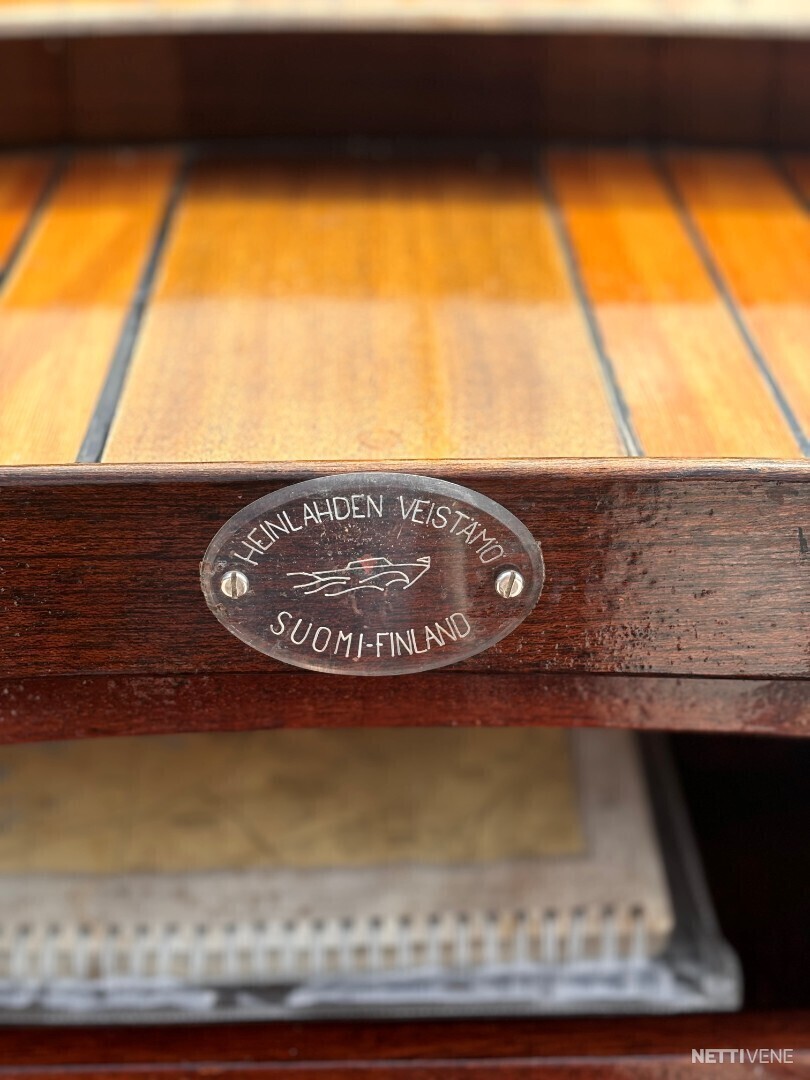 HEINLAHDEN VEISTÄMO
SUOMI-FINLAND
NETTIVENE